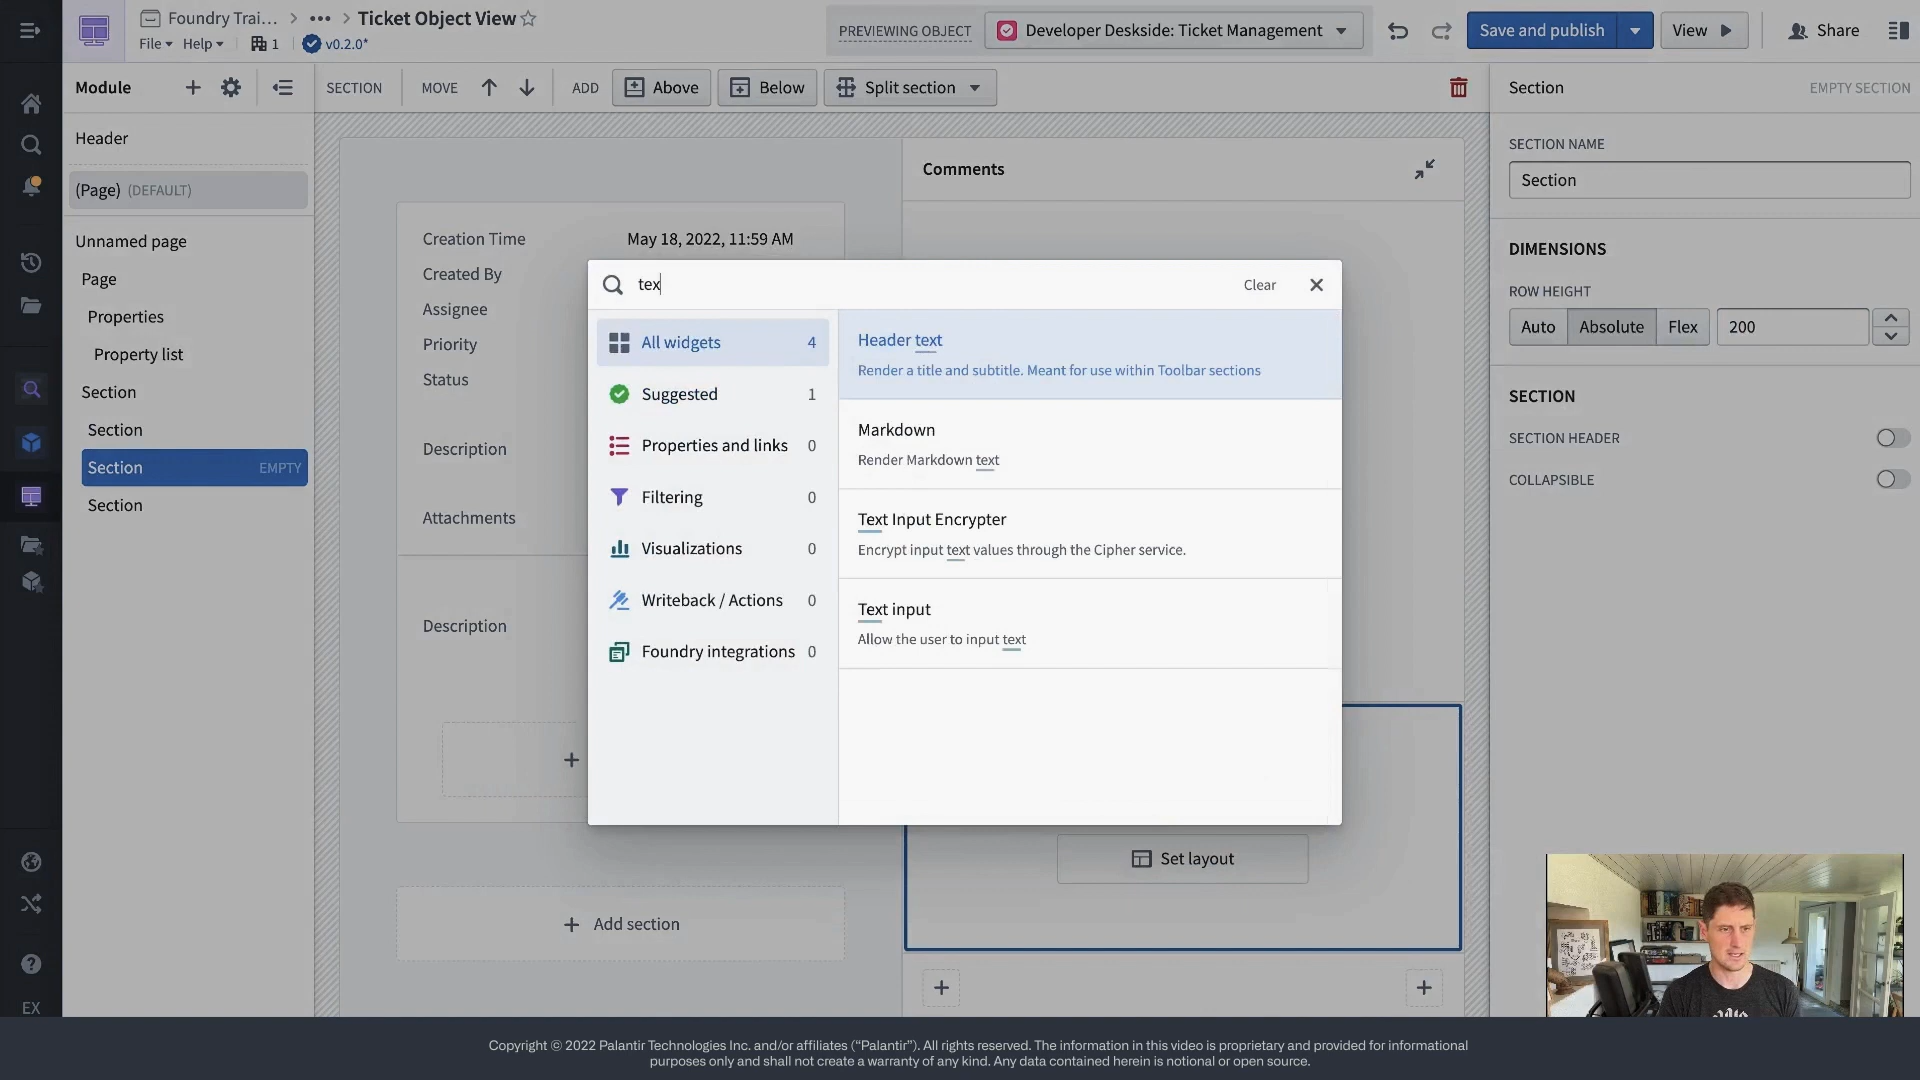 Foundry Trai… > ••• > Ticket Object View
File Help 1 v0.2.0*
PREVIEWING OBJECT
Developer Deskside: Ticket Management
Save and publish
View
Share
Module
SECTION
MOVE
ADD
Above
Below
Split section
Section
EMPTY SECTION
Header
(Page) (DEFAULT)
Unnamed page
Page
Properties
Property list
Section
Section
Section EMPTY
Section
Creation Time May 18, 2022, 11:59 AM
Created By
Assignee
Priority
Status
Description
Attachments
Description
Add section
Comments
Set layout
tex
Clear
All widgets 4
Suggested 1
Properties and links 0
Filtering 0
Visualizations 0
Writeback / Actions 0
Foundry integrations 0
Header text
Render a title and subtitle. Meant for use within Toolbar sections
Markdown
Render Markdown text
Text Input Encrypter
Encrypt input text values through the Cipher service.
Text input
Allow the user to input text
SECTION NAME
Section
DIMENSIONS
ROW HEIGHT
Auto Absolute Flex 200
SECTION
SECTION HEADER
COLLAPSIBLE
EX
Copyright © 2022 Palantir Technologies Inc. and/or affiliates (“Palantir”). All rights reserved. The information in this video is proprietary and provided for informational
purposes only and shall not create a warranty of any kind. Any data contained herein is notional or open source.